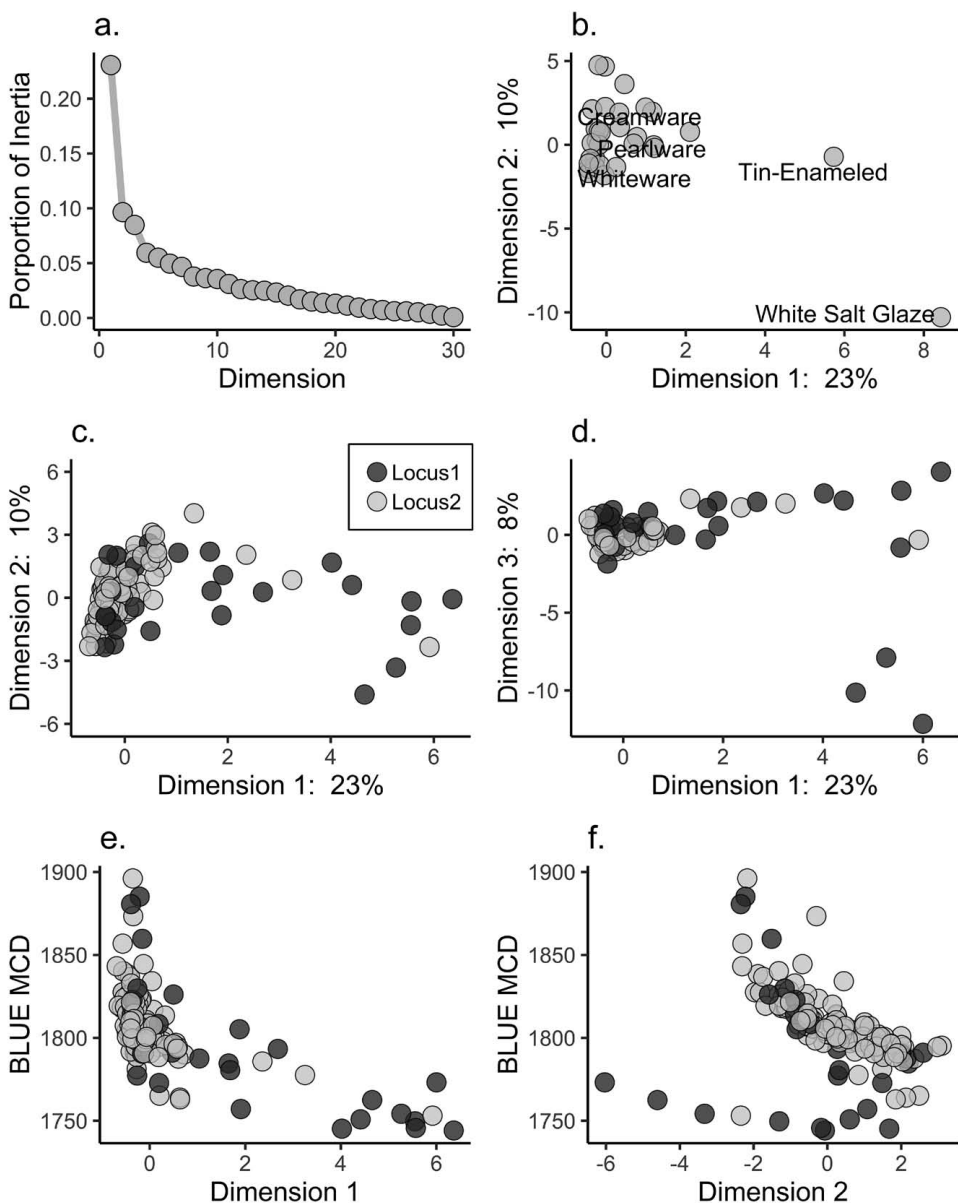 a.
Porportion of Inertia
0.20
0.15
0.10
0.05
0.00
0
10
20
30
Dimension
b.
Dimension 2: 10%
5
0
-5
-10
Creamware
Pearlware
Whiteware
Tin-Enameled
White Salt Glaze
0
2
4
6
8
Dimension 1: 23%
c.
Dimension 2: 10%
6
3
0
-3
-6
Locus1
Locus2
0
2
4
6
Dimension 1: 23%
d.
Dimension 3: 8%
5
0
-5
-10
0
2
4
6
Dimension 1: 23%
e.
BLUE MCD
1900
1850
1800
1750
0
2
4
6
Dimension 1
f.
BLUE MCD
1900
1850
1800
1750
-6
-4
-2
0
2
Dimension 2